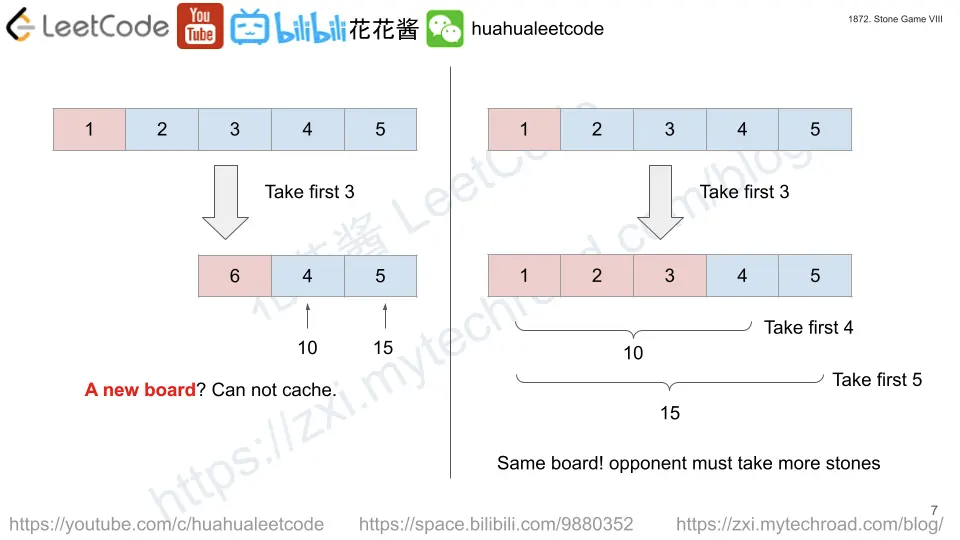 LeetCode You Tube bilibili 花花酱 huahualeetcode
1872. Stone Game VIII
1 2 3 4 5
Take first 3
6 4 5
10 15
A new board? Can not cache.
1 2 3 4 5
Take first 3
1 2 3 4 5
Take first 4
10
Take first 5
15
Same board! opponent must take more stones
花花酱 LeetCode
https://zxi.mytechroad.com/blog/
7
https://youtube.com/c/huahualeetcode https://space.bilibili.com/9880352 https://zxi.mytechroad.com/blog/